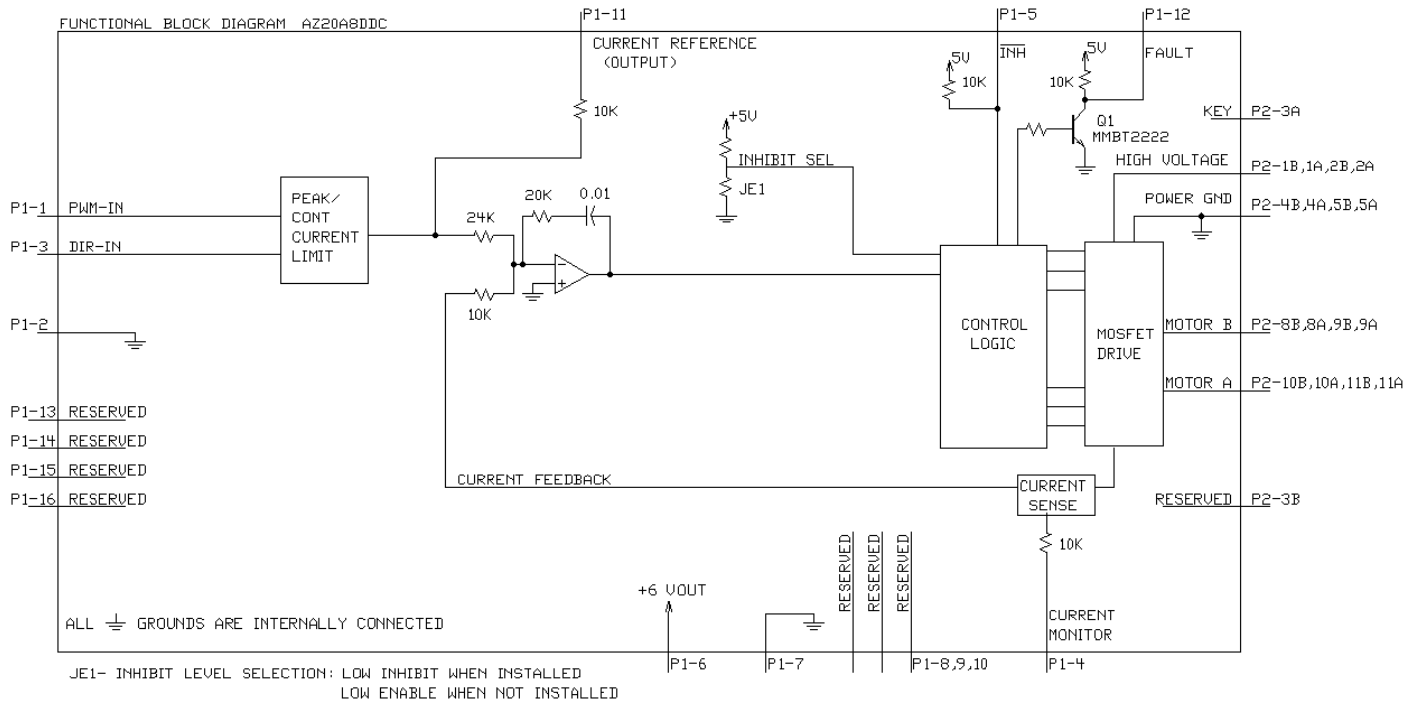 FUNCTIONAL BLOCK DIAGRAM AZ20A8DDC
P1-11
P1-5
P1-12
CURRENT REFERENCE
(OUTPUT)
10K
5V
10K
INH
5V
10K
FAULT
Q1
MMBT2222
KEY
P2-3A
+5V
INHIBIT SEL
JE1
HIGH VOLTAGE
P2-1B,1A,2B,2A
POWER GND
P2-4B,4A,5B,5A
P1-1
PWM-IN
P1-3
DIR-IN
PEAK/
CONT
CURRENT
LIMIT
24K
20K
0.01
-
+
10K
P1-2
CONTROL
LOGIC
MOSFET
DRIVE
MOTOR B
P2-8B,8A,9B,9A
MOTOR A
P2-10B,10A,11B,11A
P1-13
RESERVED
P1-14
RESERVED
P1-15
RESERVED
P1-16
RESERVED
CURRENT FEEDBACK
CURRENT
SENSE
RESERVED
P2-3B
10K
RESERVED
RESERVED
RESERVED
+6 VOUT
ALL GROUNDS ARE INTERNALLY CONNECTED
CURRENT
MONITOR
P1-6
P1-7
P1-8,9,10
P1-4
JE1- INHIBIT LEVEL SELECTION: LOW INHIBIT WHEN INSTALLED
LOW ENABLE WHEN NOT INSTALLED